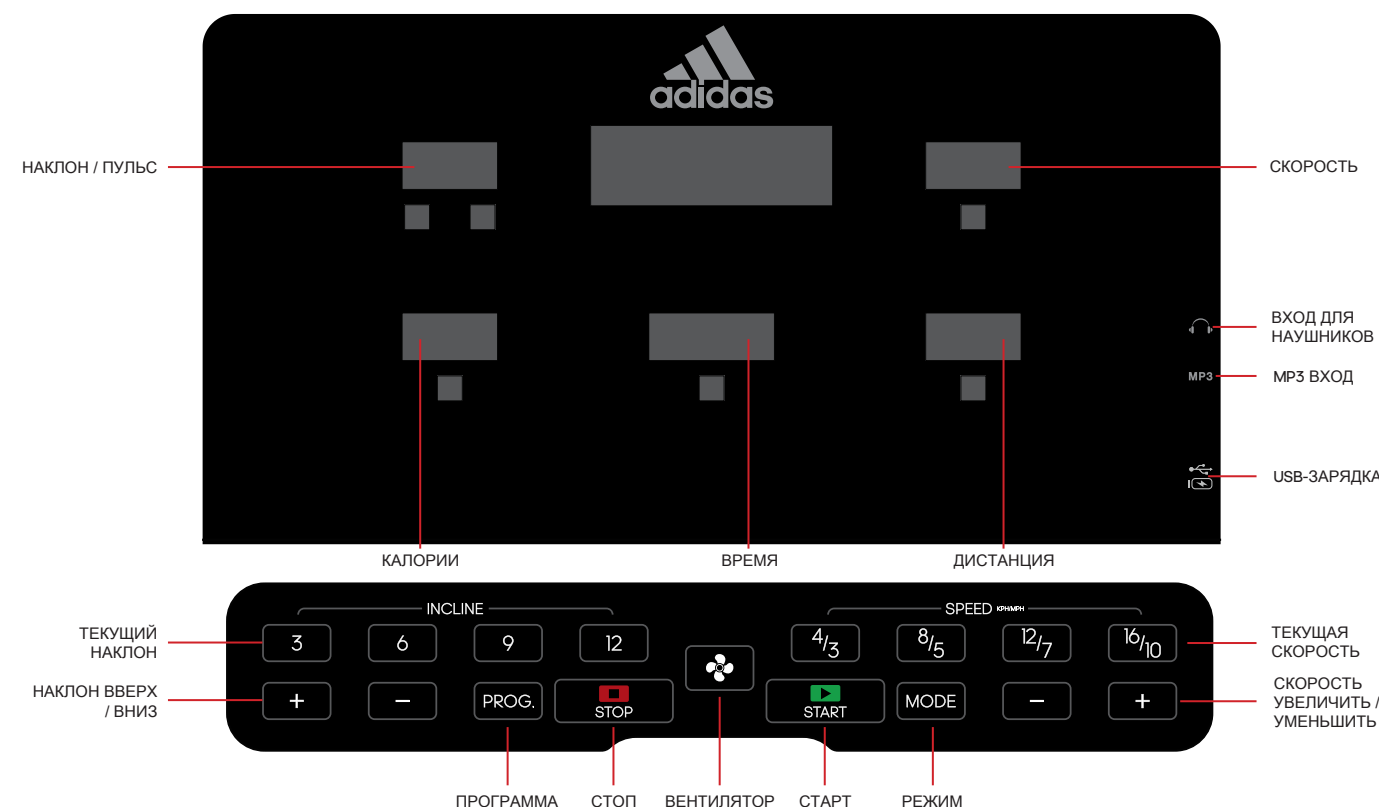 adidas
НАКЛОН / ПУЛЬС
СКОРОСТЬ
ВХОД ДЛЯ
НАУШНИКОВ
MP3
MP3 ВХОД
USB-ЗАРЯДКА
КАЛОРИИ
ВРЕМЯ
ДИСТАНЦИЯ
INCLINE
SPEED KPH/MPH
ТЕКУЩИЙ
НАКЛОН
3
6
9
12
4/3
8/5
12/7
16/10
ТЕКУЩАЯ
СКОРОСТЬ
НАКЛОН ВВЕРХ
/ ВНИЗ
+
−
PROG.
STOP
START
MODE
−
+
СКОРОСТЬ
УВЕЛИЧИТЬ /
УМЕНЬШИТЬ
ПРОГРАММА
СТОП
ВЕНТИЛЯТОР
СТАРТ
РЕЖИМ